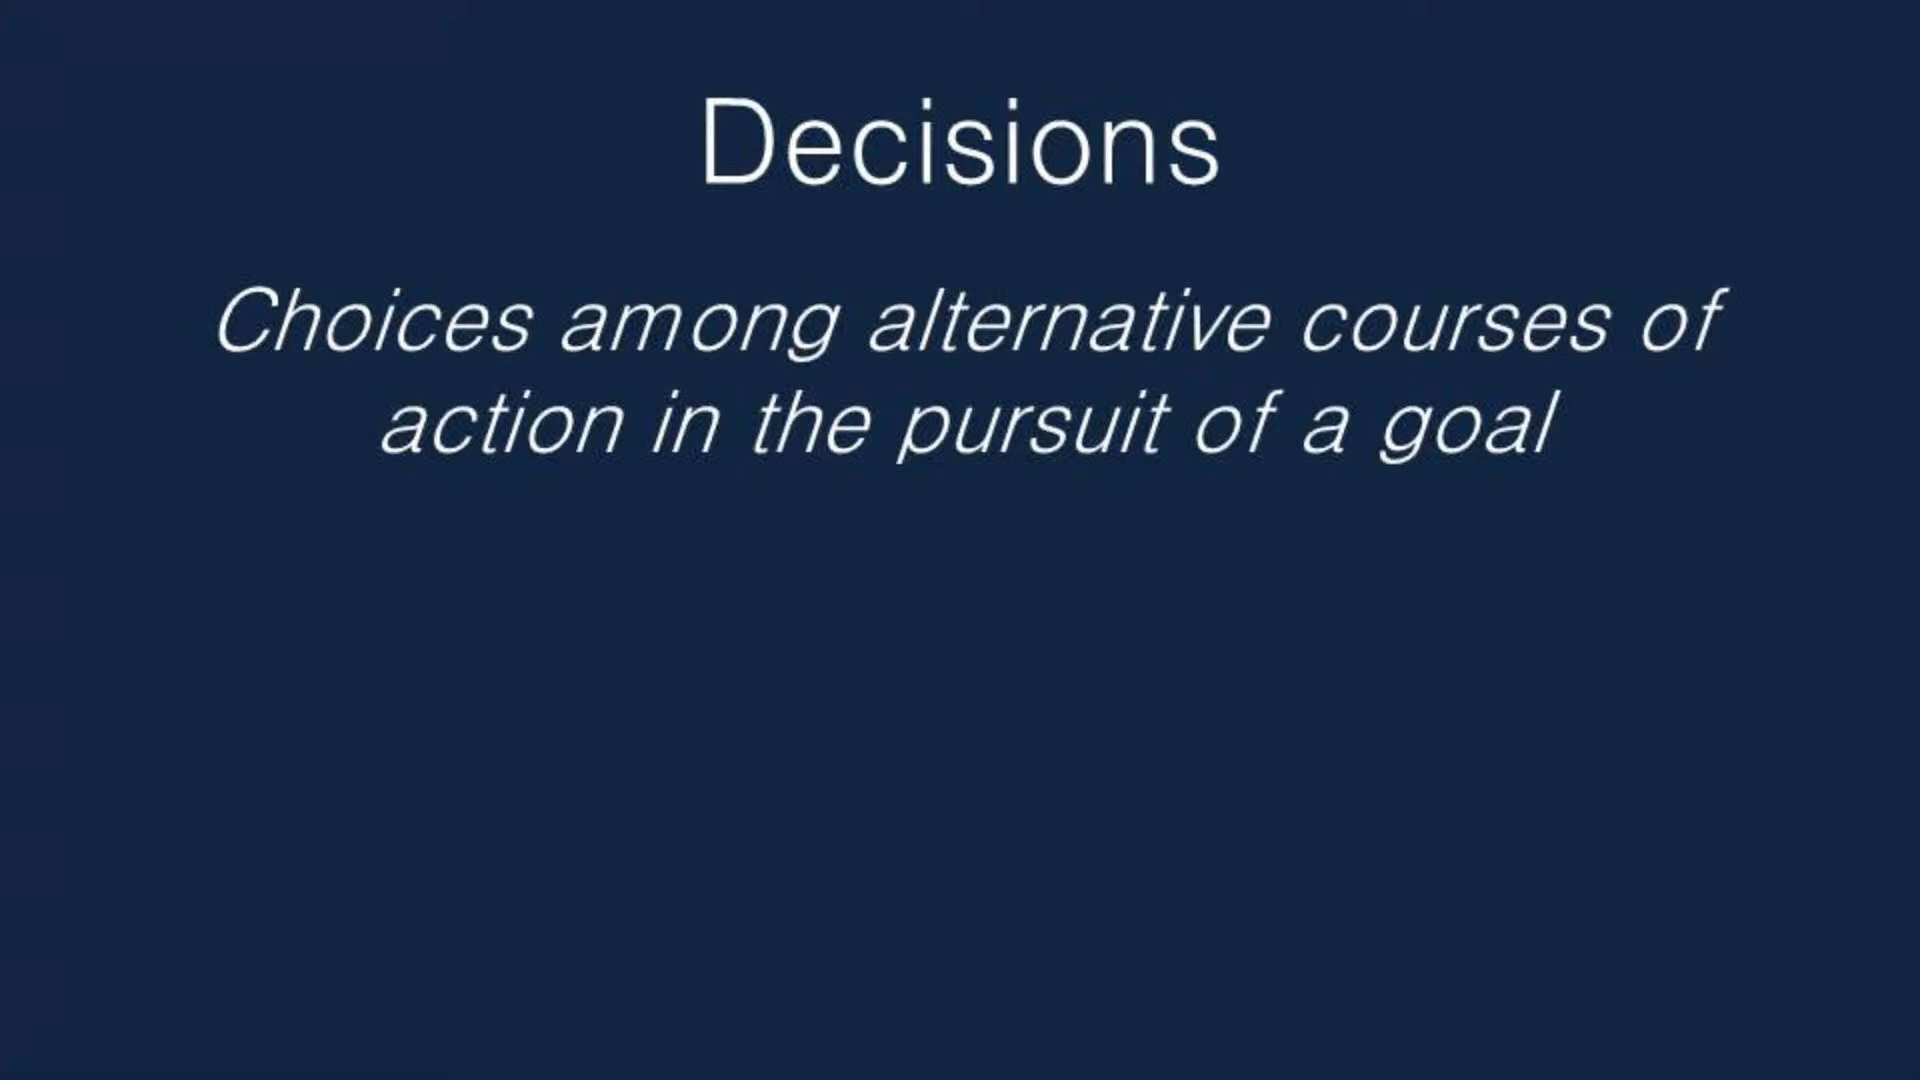 Decisions
Choices among alternative courses of
action in the pursuit of a goal